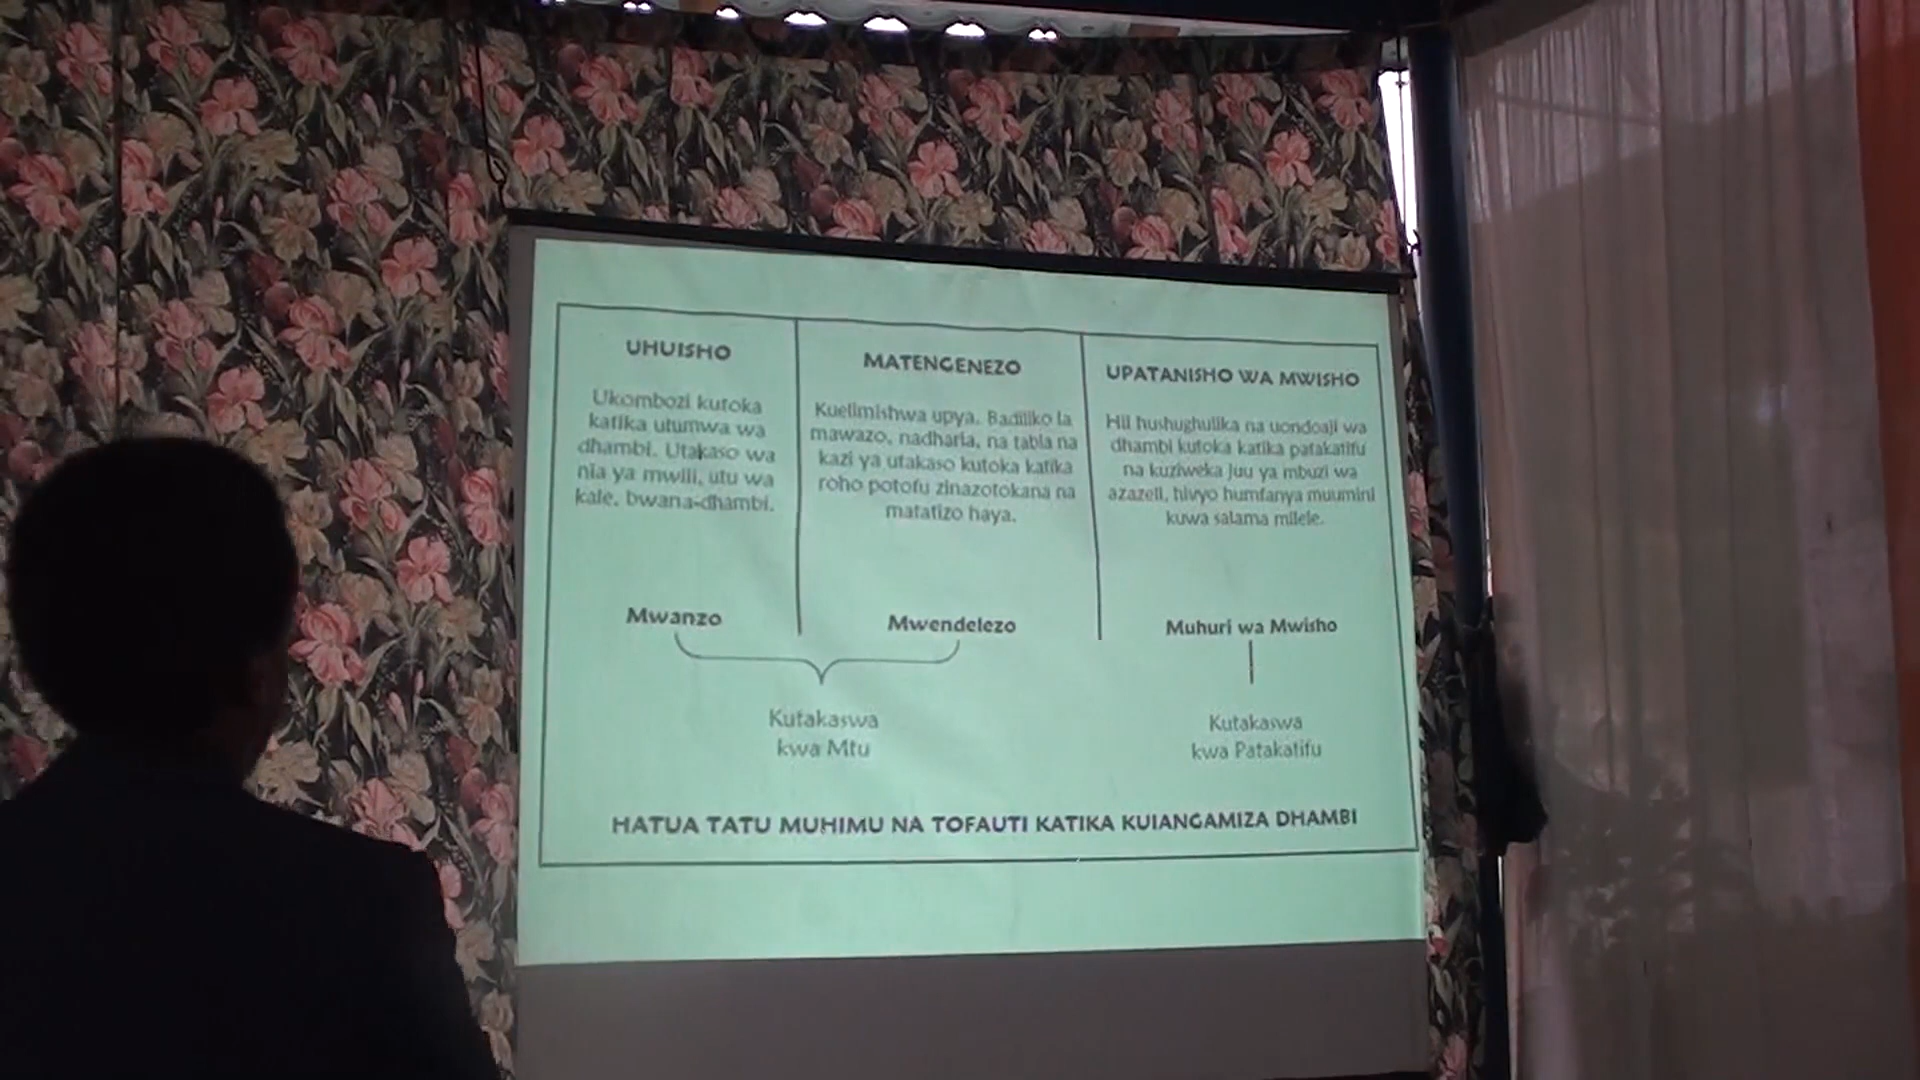 UHUISHO
Ukombozi kutoka
katika utumwa wa
dhambi. Utakaso wa
nia ya mwili, utu wa
kale, bwana-dhambi.
MATENGENEZO
Kuelimishwa upya. Badiliko la
mawazo, nadharia, na tabia na
kazi ya utakaso kutoka katika
roho potofu zinazotokana na
matatizo haya.
UPATANISHO WA MWISHO
Hii hushughulika na uondoaji wa
dhambi kutoka katika patakatifu
na kuziweka juu ya mbuzi wa
azazeli, hivyo humfanya muumini
kuwa salama milele.
Mwanzo
Mwendelezo
Muhuri wa Mwisho
Kutakaswa
kwa Mtu
Kutakaswa
kwa Patakatifu
HATUA TATU MUHIMU NA TOFAUTI KATIKA KUIANGAMIZA DHAMBI